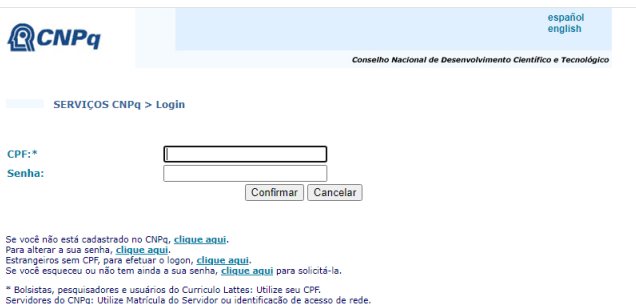 español
english
CNPq
Conselho Nacional de Desenvolvimento Científico e Tecnológico
SERVIÇOS CNPq > Login
CPF:*
Senha:
Confirmar Cancelar
Se você não está cadastrado no CNPq, clique aqui.
Para alterar a sua senha, clique aqui.
Estrangeiros sem CPF, para efetuar o logon, clique aqui.
Se você esqueceu ou não tem ainda a sua senha, clique aqui para solicitá-la.
* Bolsistas, pesquisadores e usuários do Curriculo Lattes: Utilize seu CPF.
Servidores do CNPq: Utilize Matrícula do Servidor ou identificação de acesso de rede.